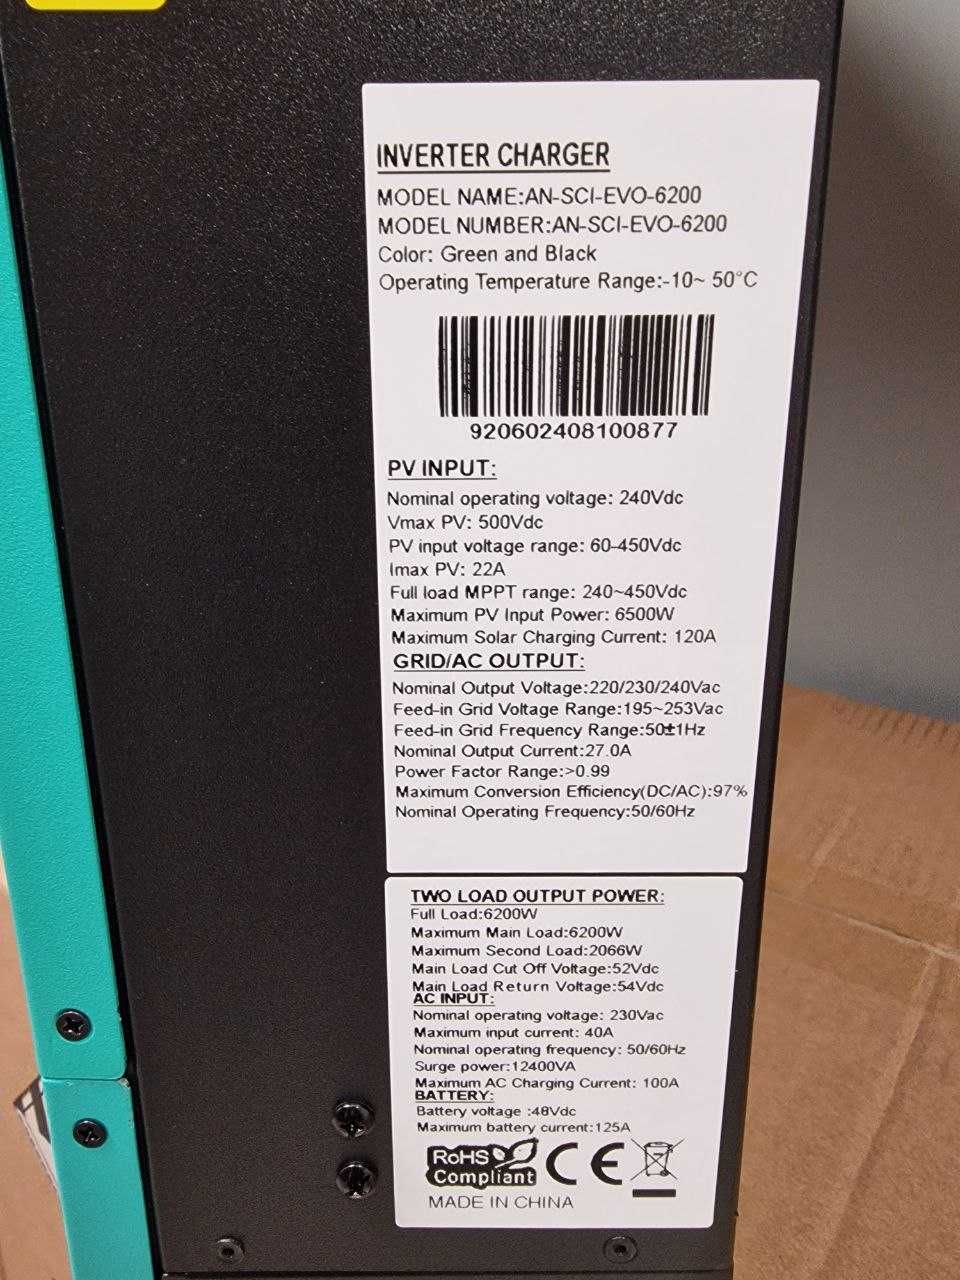 INVERTER CHARGER
MODEL NAME:AN-SCI-EVO-6200
MODEL NUMBER:AN-SCI-EVO-6200
Color: Green and Black
Operating Temperature Range:-10~ 50°C
920602408100877
PV INPUT:
Nominal operating voltage: 240Vdc
Vmax PV: 500Vdc
PV input voltage range: 60-450Vdc
Imax PV: 22A
Full load MPPT range: 240~450Vdc
Maximum PV Input Power: 6500W
Maximum Solar Charging Current: 120A
GRID/AC OUTPUT:
Nominal Output Voltage:220/230/240Vac
Feed-in Grid Voltage Range:195~253Vac
Feed-in Grid Frequency Range:50±1Hz
Nominal Output Current:27.0A
Power Factor Range:>0.99
Maximum Conversion Efficiency(DC/AC):97%
Nominal Operating Frequency:50/60Hz
TWO LOAD OUTPUT POWER:
Full Load:6200W
Maximum Main Load:6200W
Maximum Second Load:2066W
Main Load Cut Off Voltage:52Vdc
Main Load Return Voltage:54Vdc
AC INPUT:
Nominal operating voltage: 230Vac
Maximum input current: 40A
Nominal operating frequency: 50/60Hz
Surge power:12400VA
Maximum AC Charging Current: 100A
BATTERY:
Battery voltage :48Vdc
Maximum battery current:125A
RoHS
Compliant
CE
MADE IN CHINA